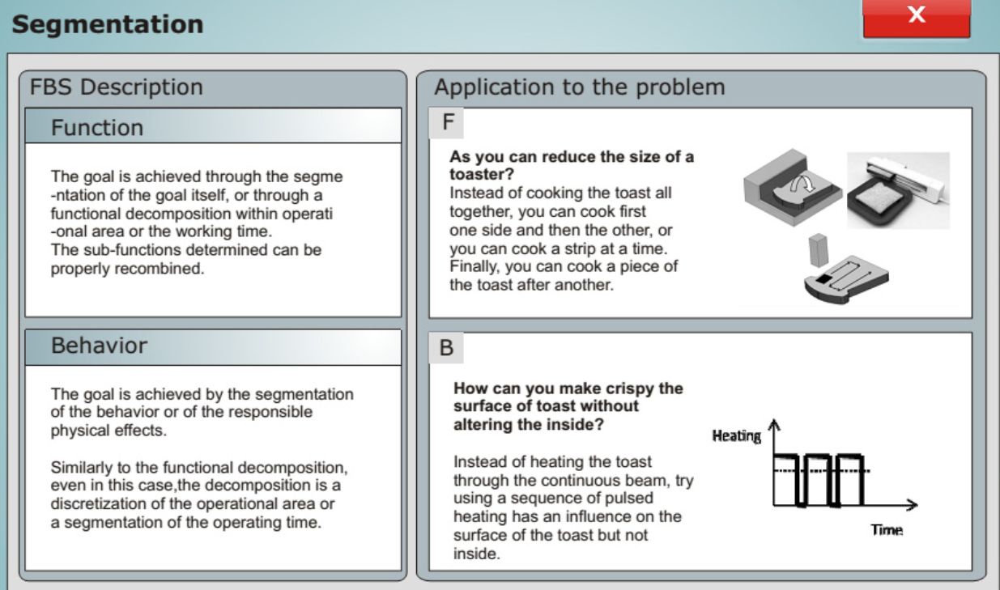 Segmentation
X
FBS Description
Function
The goal is achieved through the segme
-ntation of the goal itself, or through a
functional decomposition within operati
-onal area or the working time.
The sub-functions determined can be
properly recombined.
Behavior
The goal is achieved by the segmentation
of the behavior or of the responsible
physical effects.
Similarly to the functional decomposition,
even in this case,the decomposition is a
discretization of the operational area or
a segmentation of the operating time.
Application to the problem
F
As you can reduce the size of a
toaster?
Instead of cooking the toast all
together, you can cook first
one side and then the other, or
you can cook a strip at a time.
Finally, you can cook a piece of
the toast after another.
B
How can you make crispy the
surface of toast without
altering the inside?
Instead of heating the toast
through the continuous beam, try
using a sequence of pulsed
heating has an influence on the
surface of the toast but not
inside.
Heating
Time